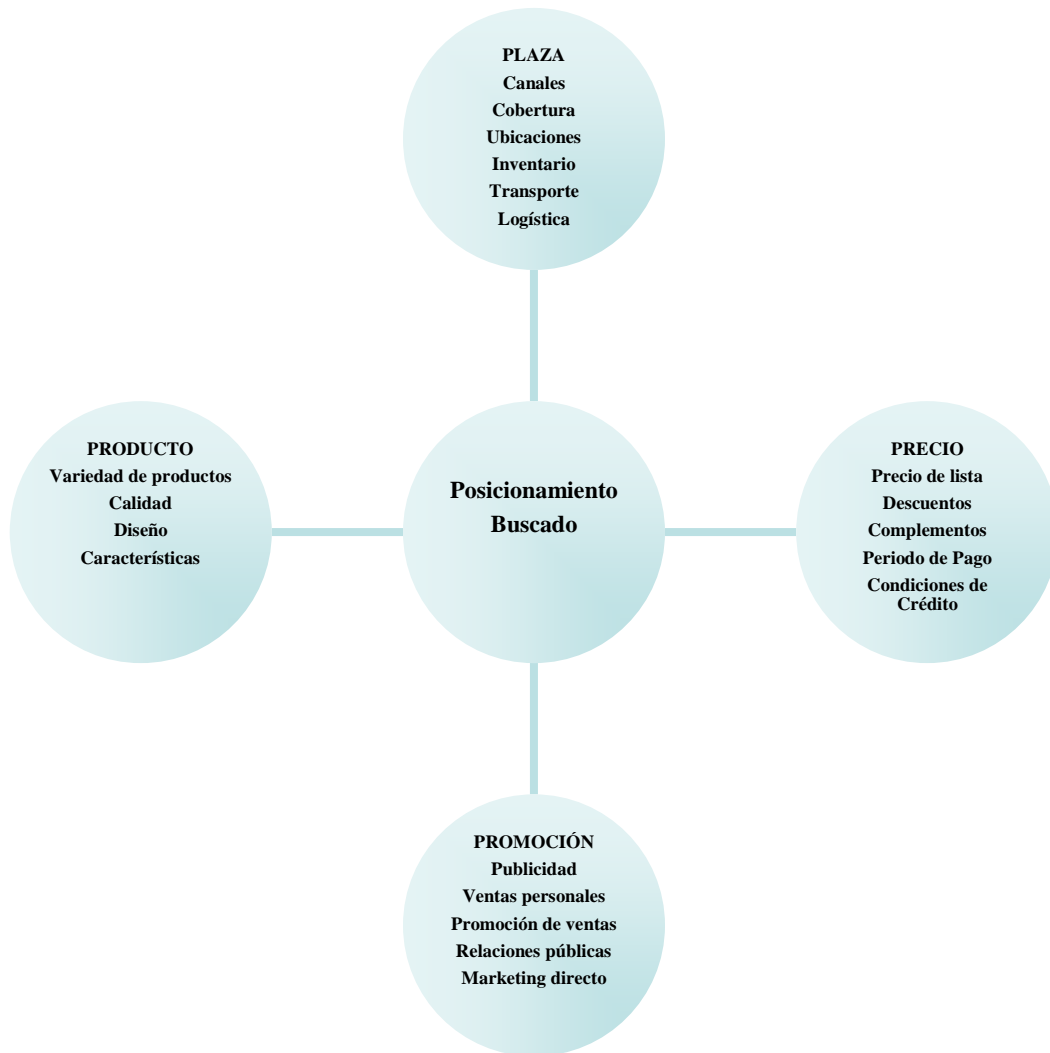 PLAZA
Canales
Cobertura
Ubicaciones
Inventario
Transporte
Logística
PRODUCTO
Variedad de productos
Calidad
Diseño
Características
Posicionamiento
Buscado
PRECIO
Precio de lista
Descuentos
Complementos
Periodo de Pago
Condiciones de
Crédito
PROMOCIÓN
Publicidad
Ventas personales
Promoción de ventas
Relaciones públicas
Marketing directo